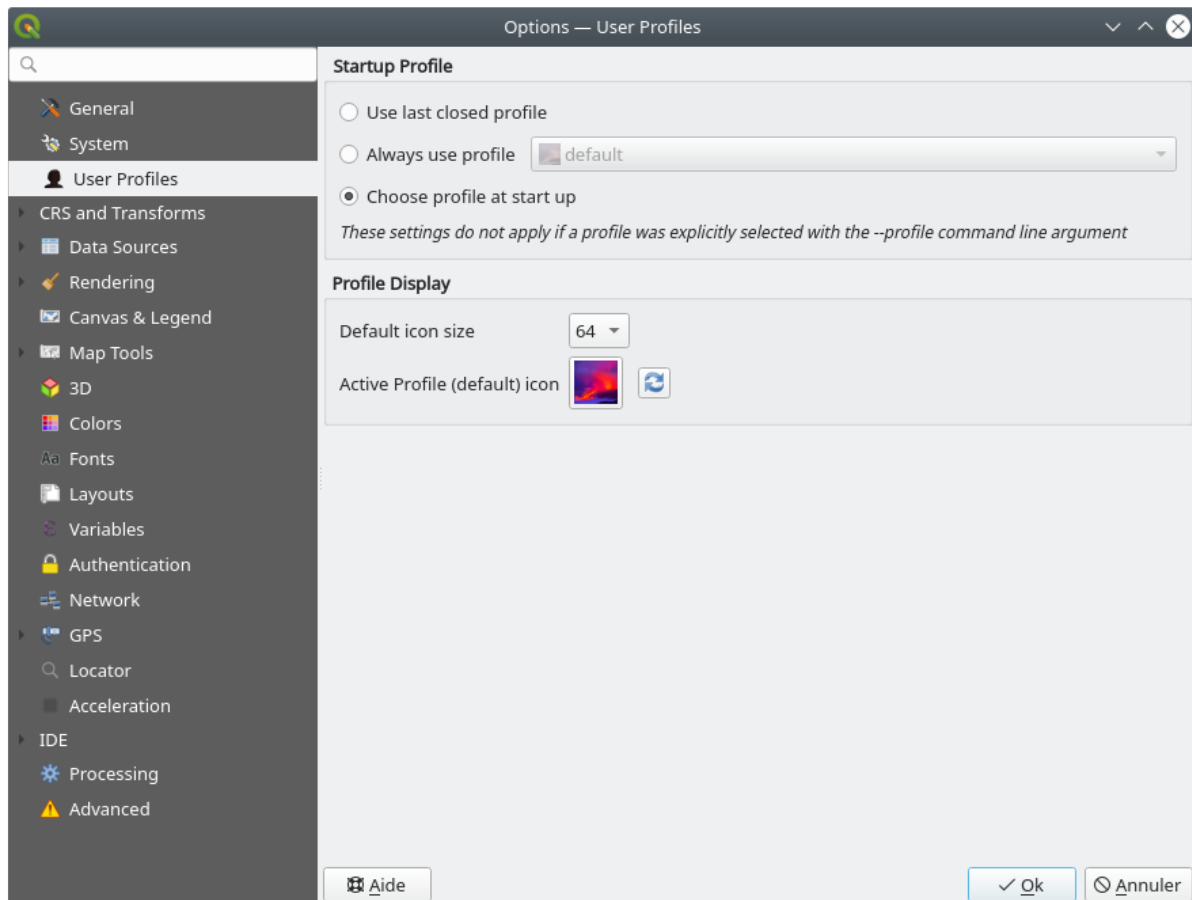 Options — User Profiles
General
System
User Profiles
CRS and Transforms
Data Sources
Rendering
Canvas & Legend
Map Tools
3D
Colors
Aa Fonts
Layouts
Variables
Authentication
Network
GPS
Locator
Acceleration
IDE
Processing
Advanced
Startup Profile
Use last closed profile
Always use profile default
Choose profile at start up
These settings do not apply if a profile was explicitly selected with the --profile command line argument
Profile Display
Default icon size 64
Active Profile (default) icon
Aide Ok Annuler